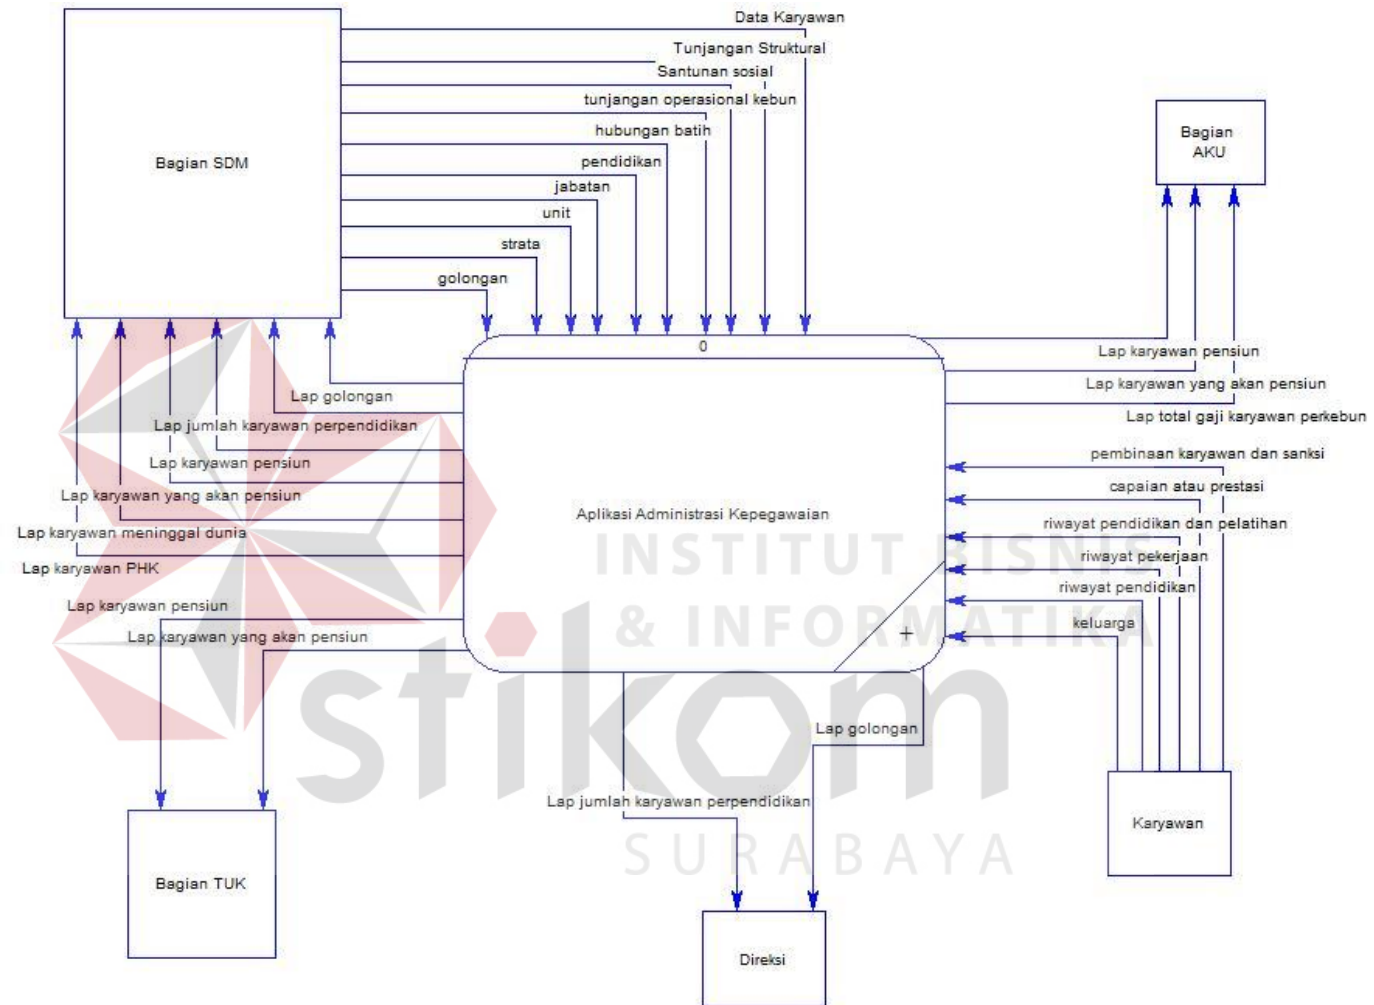 Data Karyawan
Tunjangan Struktural
Santunan sosial
tunjangan operasional kebun
hubungan batih
pendidikan
jabatan
unit
strata
golongan
Bagian SDM
Bagian
AKU
0
Lap karyawan pensiun
Lap karyawan yang akan pensiun
Lap total gaji karyawan perkebun
Lap golongan
Lap jumlah karyawan perpendidikan
Lap karyawan pensiun
Lap karyawan yang akan pensiun
Lap karyawan meninggal dunia
Lap karyawan PHK
Lap karyawan pensiun
Lap karyawan yang akan pensiun
Aplikasi Administrasi Kepegawaian
pembinaan karyawan dan sanksi
capaian atau prestasi
riwayat pendidikan dan pelatihan
riwayat pekerjaan
riwayat pendidikan
keluarga
+
INSTITUT BISNIS
& INFORMATIKA
stikom
SURABAYA
Lap golongan
Lap jumlah karyawan perpendidikan
Karyawan
Bagian TUK
Direksi